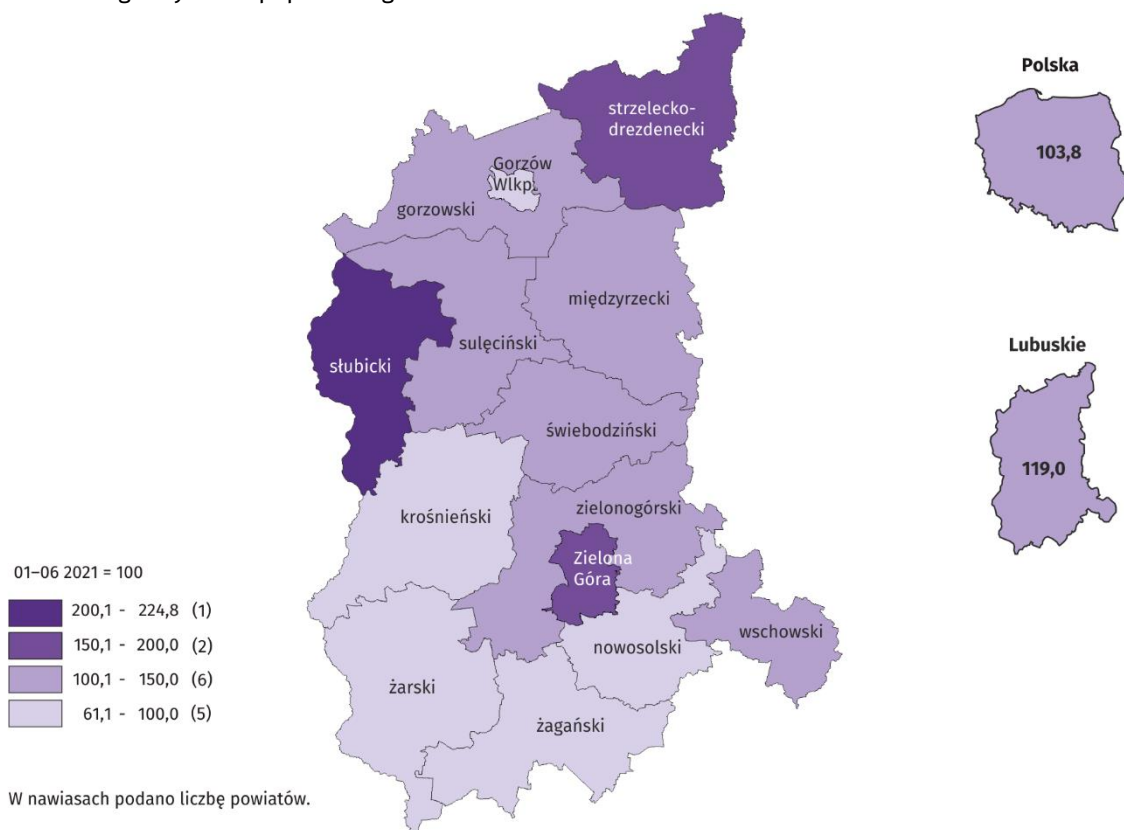 strzelecko-
drezdenecki
Polska
103,8
Gorzów
Wlkp.
gorzowski
międzyrzecki
sulęciński
słubicki
Lubuskie
119,0
świebodziński
krośnieński
zielonogórski
Zielona
Góra
wschowski
nowosolski
żarski
żagański
01–06 2021 = 100
200,1 - 224,8 (1)
150,1 - 200,0 (2)
100,1 - 150,0 (6)
61,1 - 100,0 (5)
W nawiasach podano liczbę powiatów.